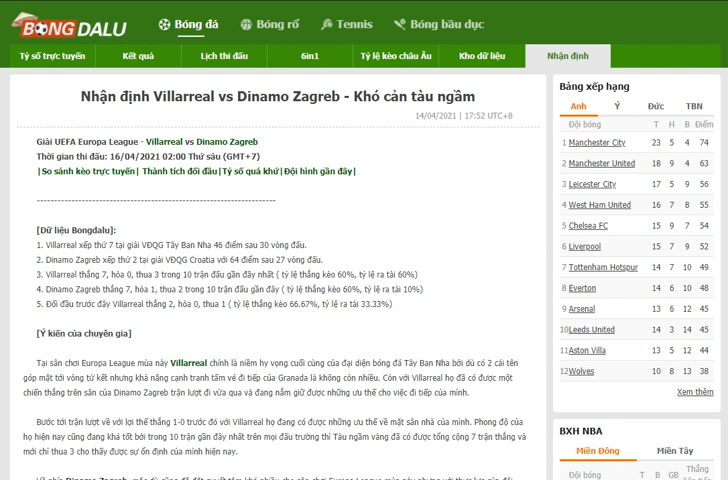 BONGDALU
Bóng đá
Bóng rổ
Tennis
Bóng bầu dục
Tỷ số trực tuyến
Kết quả
Lịch thi đấu
6in1
Tỷ lệ kèo châu Âu
Kho dữ liệu
Nhận định
Nhận định Villarreal vs Dinamo Zagreb - Khó cản tàu ngầm
14/04/2021 | 17:52 UTC+8
Giải UEFA Europa League - Villarreal vs Dinamo Zagreb
Thời gian thi đấu: 16/04/2021 02:00 Thứ sáu (GMT+7)
|So sánh kèo trực tuyến| Thành tích đối đầu|Tỷ số quá khứ|Đội hình gần đây|
[Dữ liệu Bongdalu]:
1. Villarreal xếp thứ 7 tại giải VĐQG Tây Ban Nha 46 điểm sau 30 vòng đấu.
2. Dinamo Zagreb xếp thứ 2 tại giải VĐQG Croatia với 64 điểm sau 27 vòng đấu.
3. Villarreal thắng 7, hòa 0, thua 3 trong 10 trận đấu gần đây nhất ( tỷ lệ thắng kèo 60%, tỷ lệ ra tài 60%)
4. Dinamo Zagreb thắng 7, hòa 1, thua 2 trong 10 trận đấu gần đây ( tỷ lệ thắng kèo 60%, tỷ lệ ra tài 10%)
5. Đối đầu trước đây Villarreal thắng 2, hòa 0, thua 1 ( tỷ lệ thắng kèo 66.67%, tỷ lệ ra tài 33.33%)
[Ý kiến của chuyên gia]
Tại sân chơi Europa League mùa này Villarreal chính là niềm hy vọng cuối cùng của đại diện bóng đá Tây Ban Nha bởi dù có 2 cái tên
góp mặt tới vòng tứ kết nhưng khả năng cạnh tranh tấm vé đi tiếp của Granada là không còn nhiều. Còn với Villarreal họ đã có được một
chiến thắng trên sân của Dinamo Zagreb trận lượt đi vừa qua và đang nắm giữ được những ưu thế cho việc đi tiếp của mình.
Bước tới trận lượt về với lợi thế thắng 1-0 trước đó với Villarreal họ đang có được những ưu thế về mặt sân nhà của mình. Phong độ của
họ hiện nay cũng đang khá tốt bởi trong 10 trận gần đây nhất trên mọi đấu trường thì Tàu ngầm vàng đã có được tổng cộng 7 trận thắng và
mới chỉ thua 3 cho thấy được sự ổn định của mình hiện nay.
Bảng xếp hạng
Anh Ý Đức TBN
Đội bóng T H B Điểm
1 Manchester City 23 5 4 74
2 Manchester United 18 9 4 63
3 Leicester City 17 5 9 56
4 West Ham United 16 7 8 55
5 Chelsea FC 15 9 7 54
6 Liverpool 15 7 9 52
7 Tottenham Hotspur 14 7 10 49
8 Everton 14 6 10 48
9 Arsenal 13 6 12 45
10 Leeds United 14 3 14 45
11 Aston Villa 13 5 12 44
12 Wolves 10 8 13 38
Xem thêm
BXH NBA
Miền Đông Miền Tây
Đội bóng T B GB Thắng